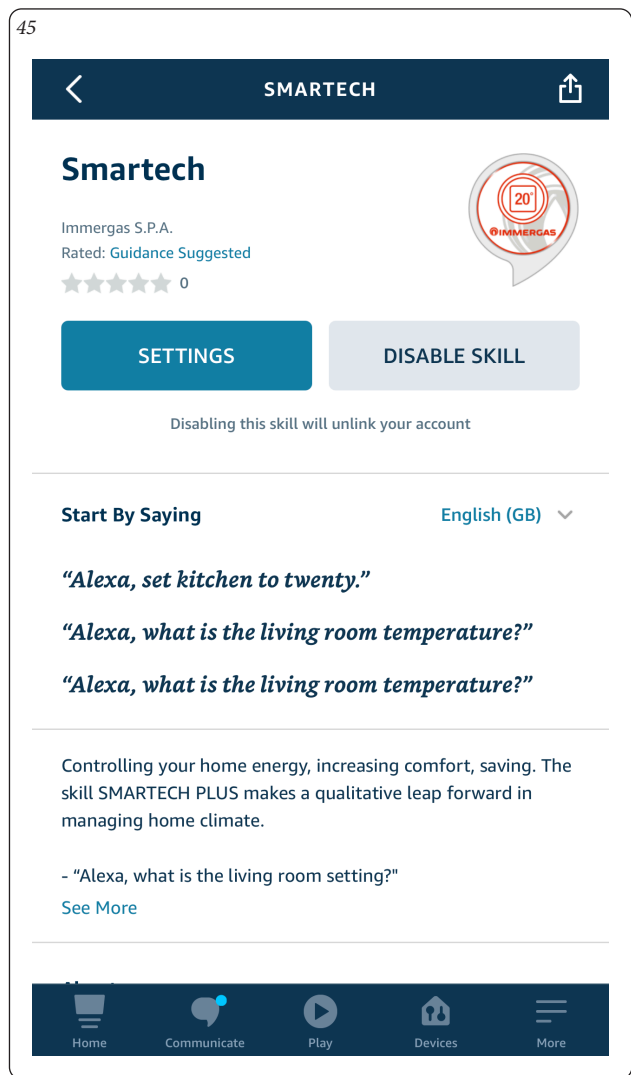 45
SMARTECH
Smartech
20°
IMMERGAS
Immergas S.P.A.
Rated: Guidance Suggested
0
SETTINGS
DISABLE SKILL
Disabling this skill will unlink your account
Start By Saying
English (GB)
“Alexa, set kitchen to twenty.”
“Alexa, what is the living room temperature?”
“Alexa, what is the living room temperature?”
Controlling your home energy, increasing comfort, saving. The
skill SMARTECH PLUS makes a qualitative leap forward in
managing home climate.
- “Alexa, what is the living room setting?"
See More
Home
Communicate
Play
Devices
More